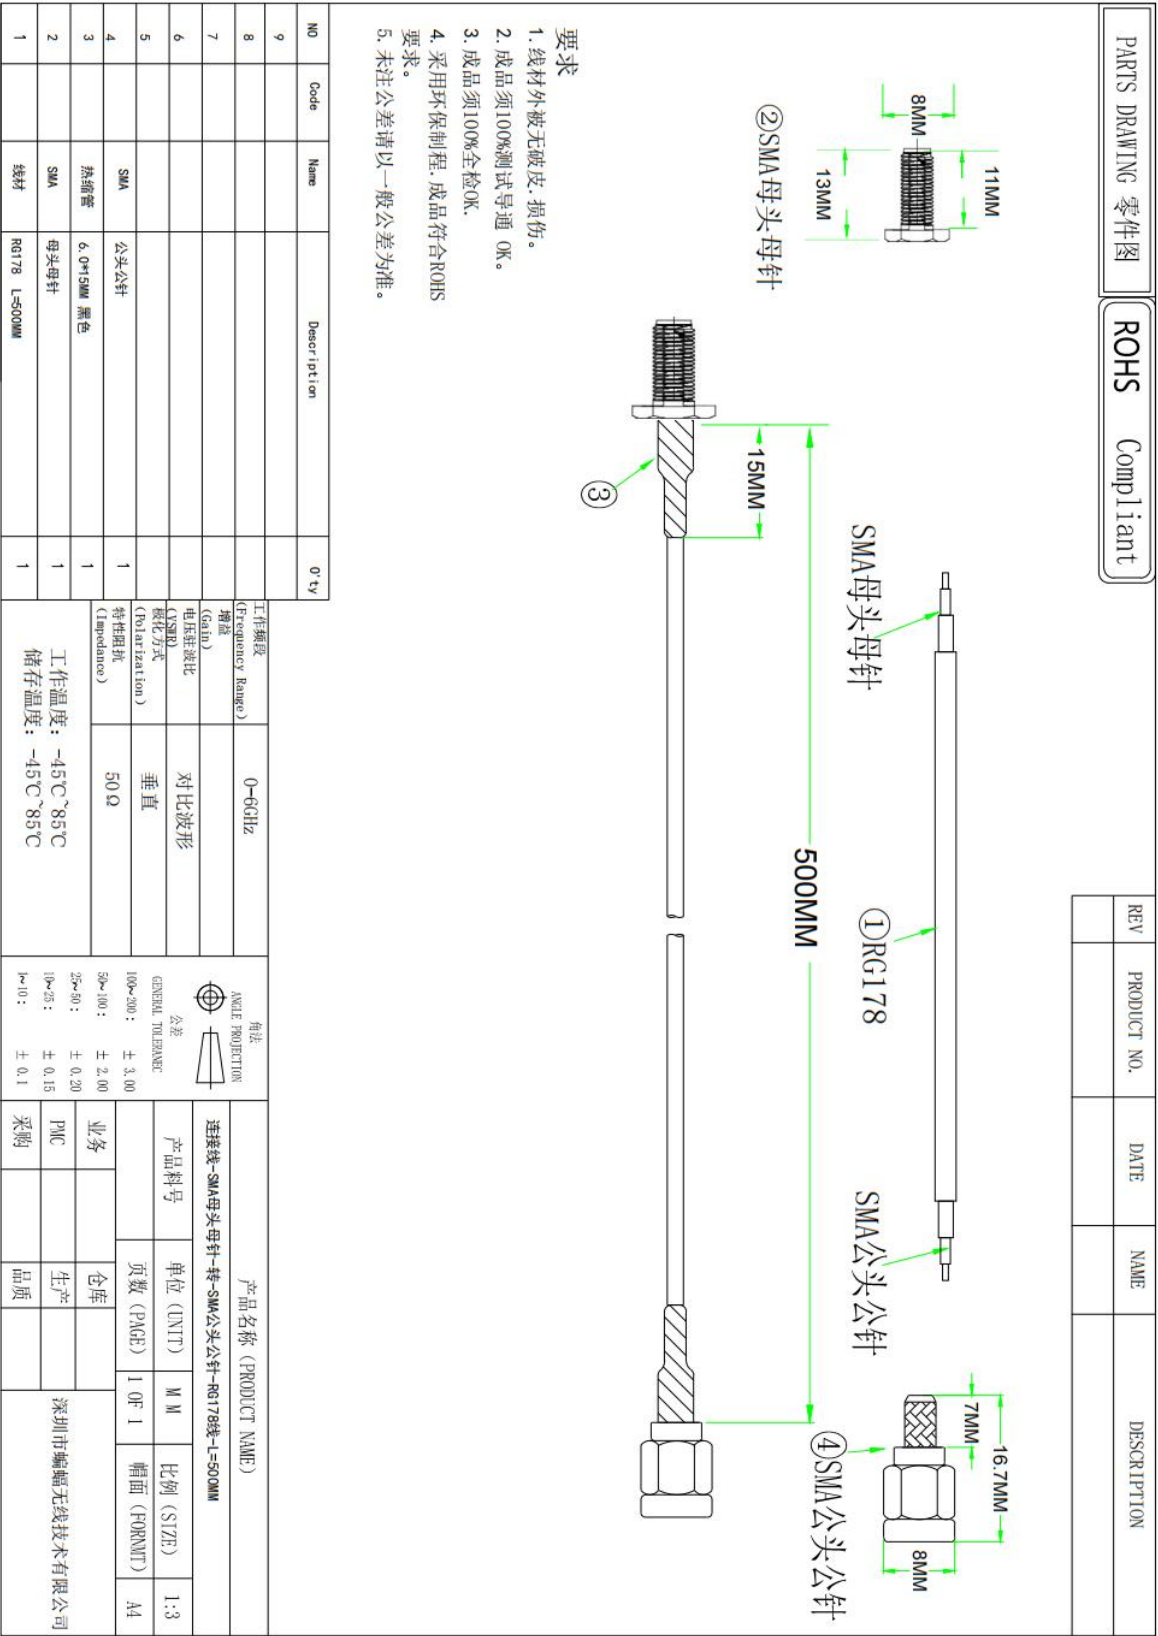 PARTS DRAWING 零件图
ROHS Compliant
REV PRODUCT NO. DATE NAME DESCRIPTION
11MM
8MM
13MM
②SMA母头母针
SMA母头母针
①RG178
SMA公头公针
16.7MM
7MM
8MM
④SMA公头公针
500MM
15MM
③
要求
1. 线材外被无破皮. 损伤。
2. 成品须100%测试导通 OK。
3. 成品须100%全检OK.
4. 采用环保制程. 成品符合ROHS
要求。
5. 未注公差请以一般公差为准。
NO Code Name Description Q'ty
9
8
7
6
5
4 SMA 公头公针 1
3 热缩管 6.0*15MM 黑色 1
2 SMA 母头母针 1
1 线材 RG178 L=500MM 1
工作频段
(Frequency Range)
0-6GHz
增益
(Gain)
电压驻波比
(VSWR)
对比波形
极化方式
(Polarization)
垂直
特性阻抗
(Impedance)
50Ω
工作温度: -45℃~85℃
储存温度: -45℃~85℃
角法
ANGLE PROJECTION
公差
GENERAL TOLERANEC
100~200: ± 3.00
50~100: ± 2.00
25~50: ± 0.20
10~25: ± 0.15
1~10: ± 0.1
产品名称 (PRODUCT NAME)
连接线-SMA母头母针-转-SMA公头公针-RG178线-L=500MM
产品料号 单位 (UNIT) M M 比例 (SIZE) 1:3
页数 (PAGE) 1 OF 1 帽面 (FORNMT) A4
业务 仓库
PMC 生产
采购 品质
深圳市蝙蝠无线技术有限公司